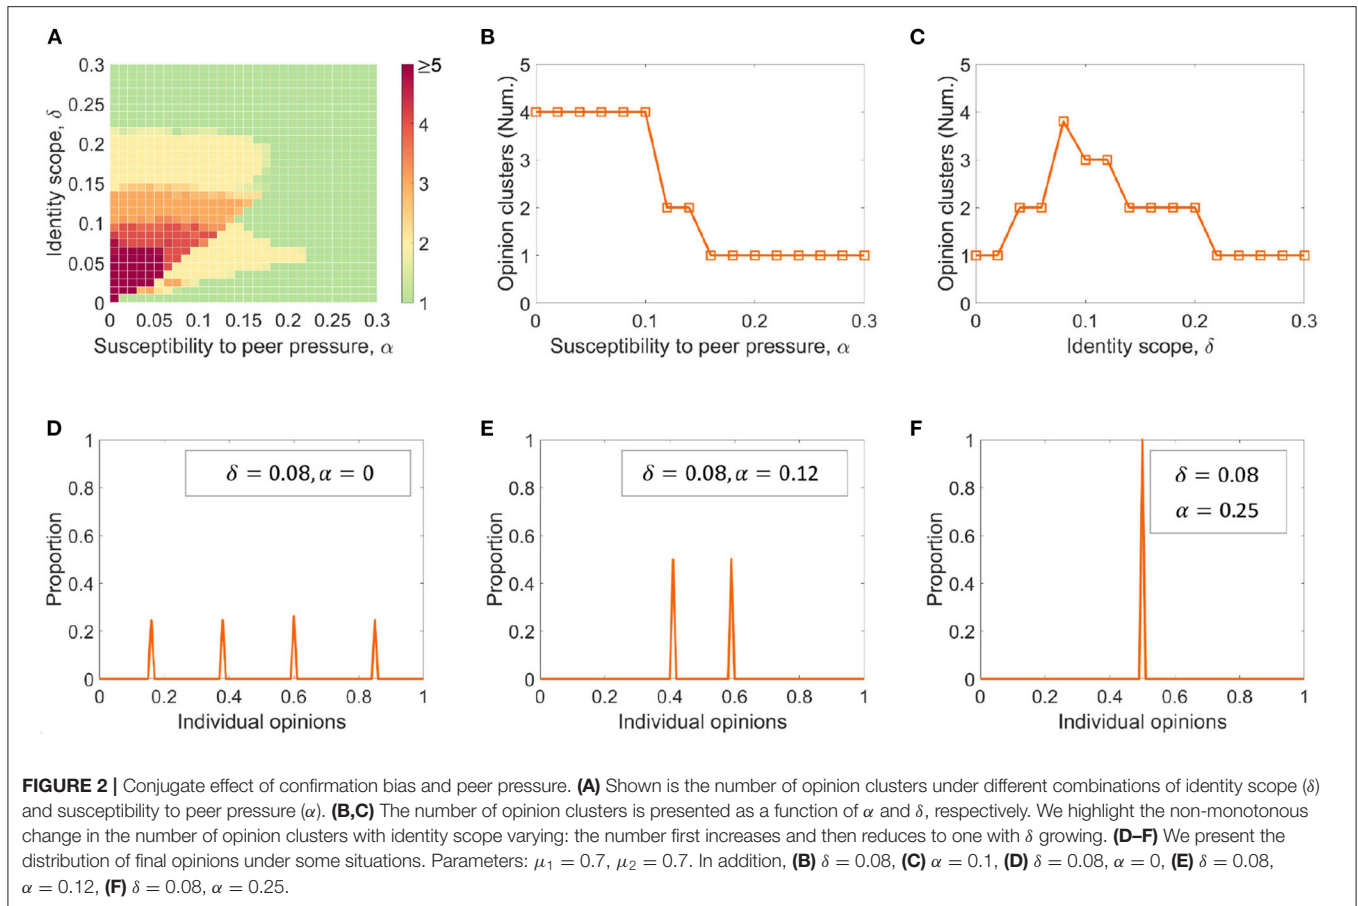 A
≥5
0.3
0.25
0.2
0.15
0.1
0.05
0
4
3
2
1
Identity scope, δ
0 0.05 0.1 0.15 0.2 0.25 0.3
Susceptibility to peer pressure, α
B
5
4
3
2
1
0
Opinion clusters (Num.)
0 0.1 0.2 0.3
Susceptibility to peer pressure, α
C
5
4
3
2
1
0
Opinion clusters (Num.)
0 0.1 0.2 0.3
Identity scope, δ
D
1
0.8
0.6
0.4
0.2
0
Proportion
δ = 0.08, α = 0
0 0.2 0.4 0.6 0.8 1
Individual opinions
E
1
0.8
0.6
0.4
0.2
0
Proportion
δ = 0.08, α = 0.12
0 0.2 0.4 0.6 0.8 1
Individual opinions
F
1
0.8
0.6
0.4
0.2
0
Proportion
δ = 0.08
α = 0.25
0 0.2 0.4 0.6 0.8 1
Individual opinions
FIGURE 2 | Conjugate effect of confirmation bias and peer pressure. (A) Shown is the number of opinion clusters under different combinations of identity scope (δ)
and susceptibility to peer pressure (α). (B,C) The number of opinion clusters is presented as a function of α and δ, respectively. We highlight the non-monotonous
change in the number of opinion clusters with identity scope varying: the number first increases and then reduces to one with δ growing. (D–F) We present the
distribution of final opinions under some situations. Parameters: μ₁ = 0.7, μ₂ = 0.7. In addition, (B) δ = 0.08, (C) α = 0.1, (D) δ = 0.08, α = 0, (E) δ = 0.08,
α = 0.12, (F) δ = 0.08, α = 0.25.